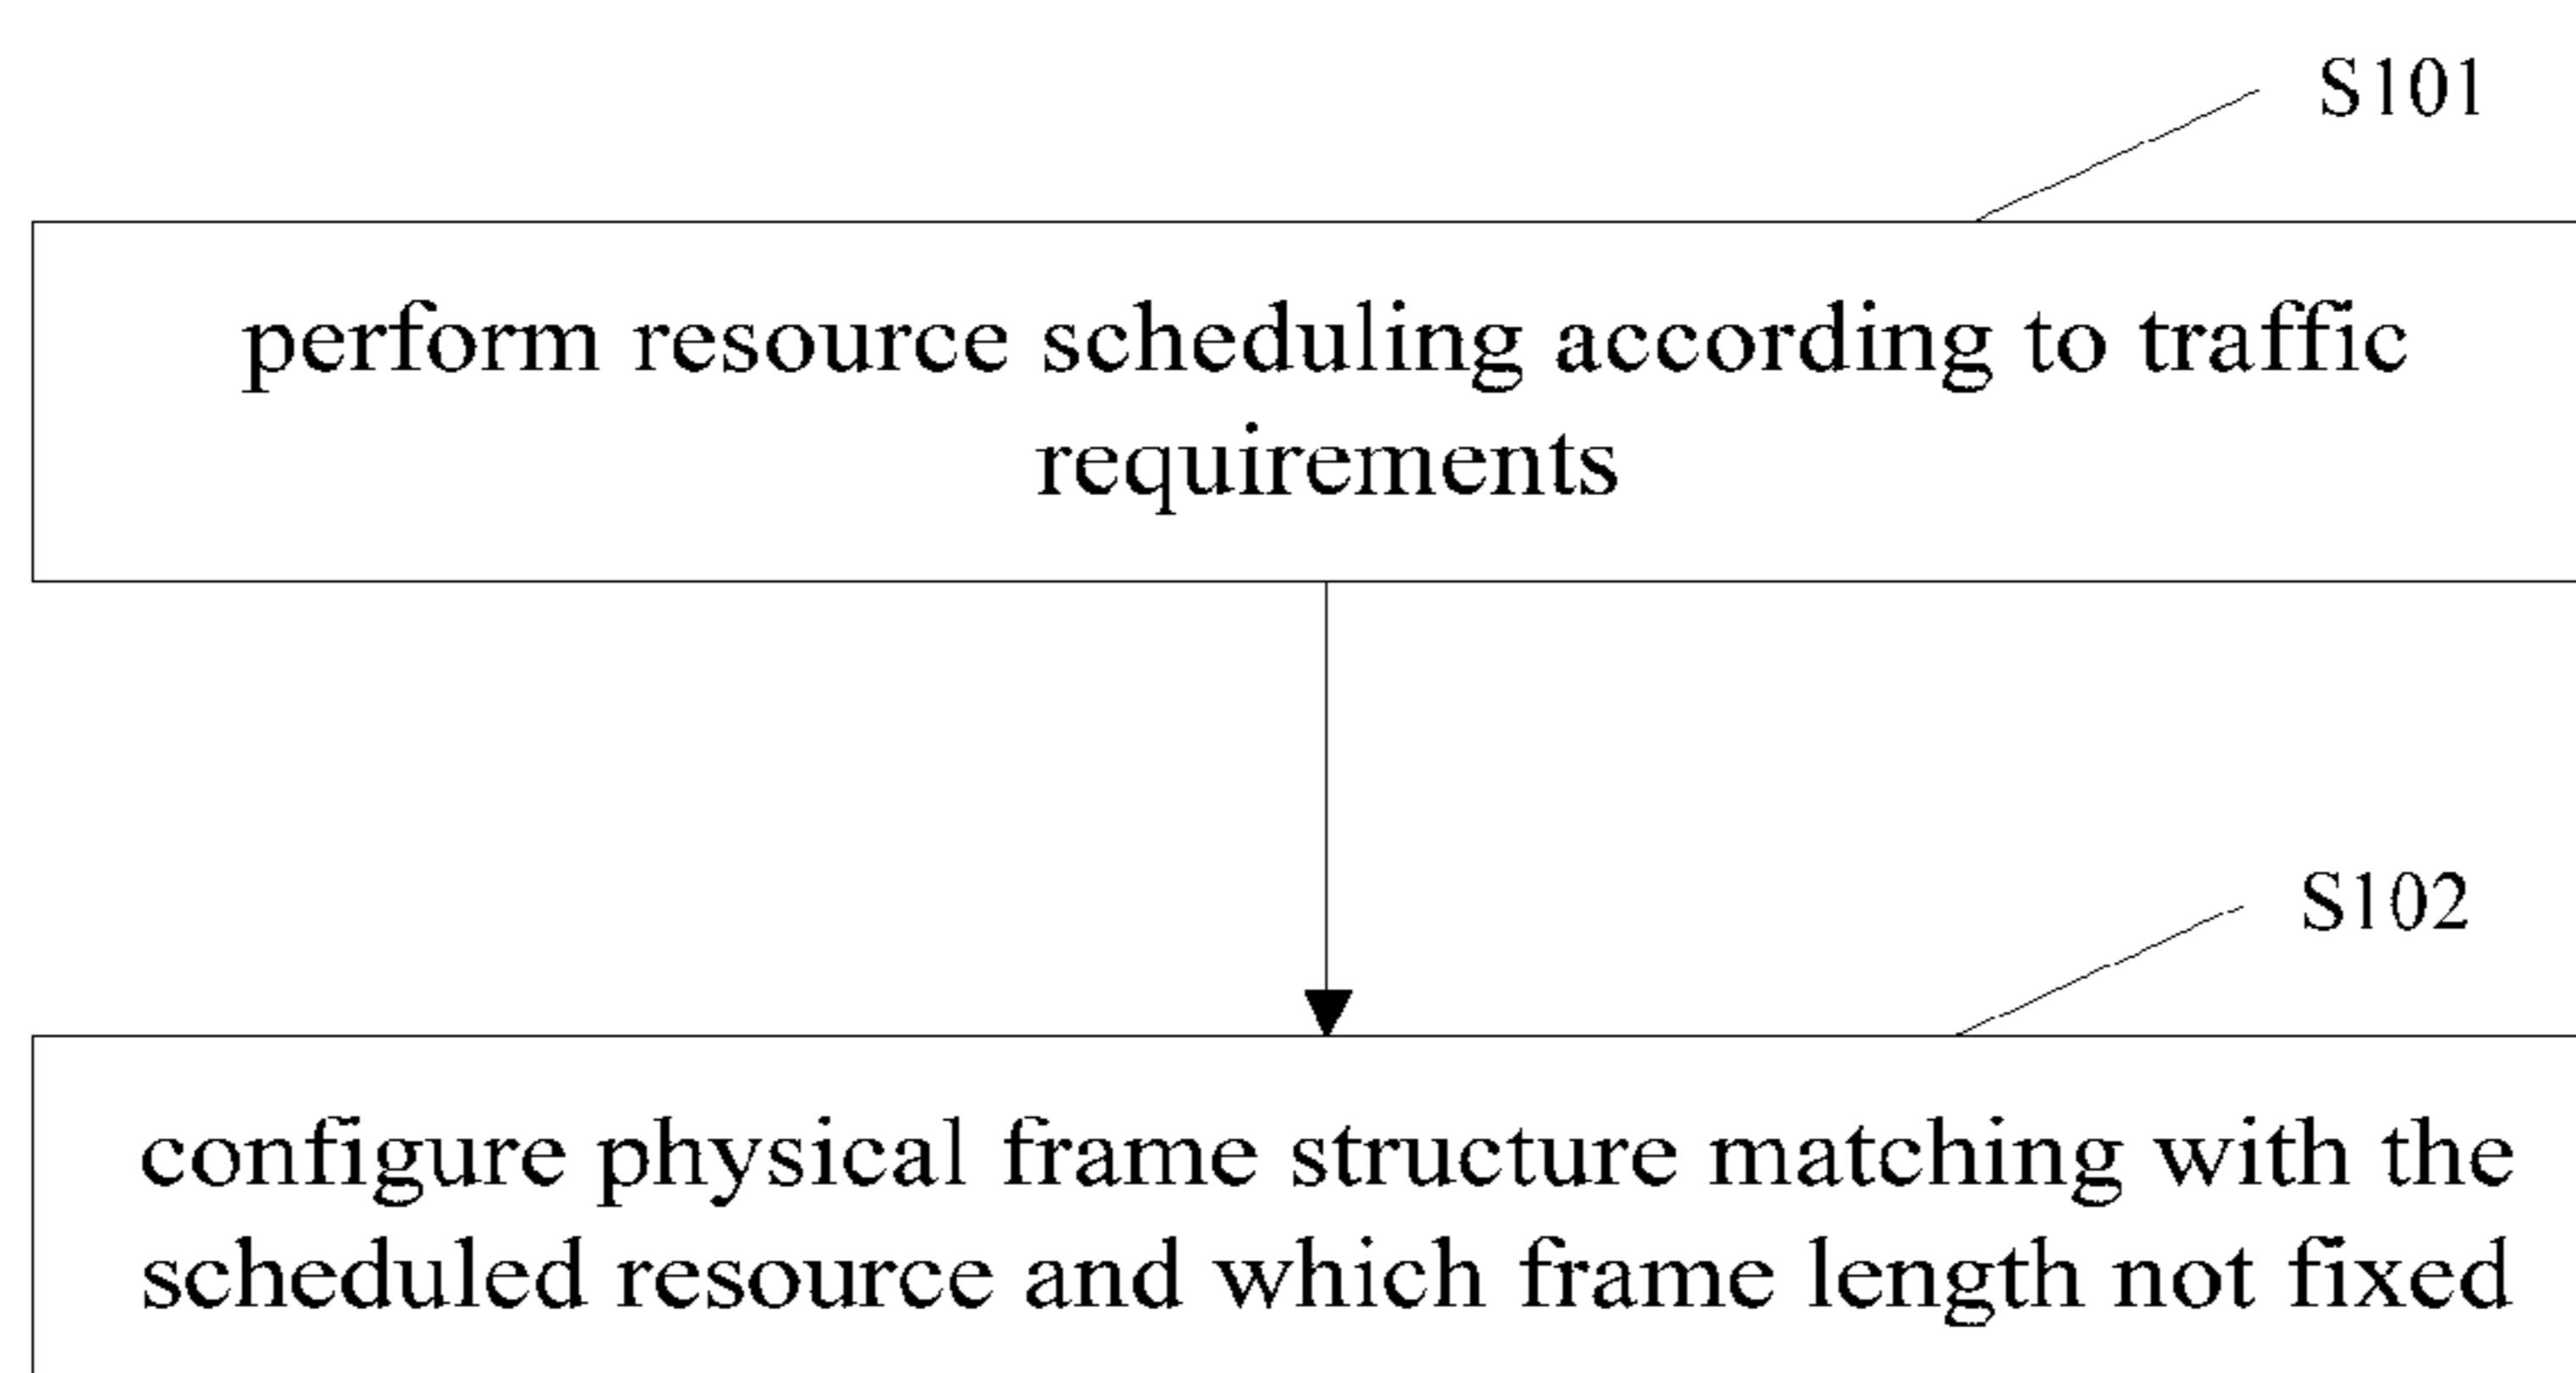 S101
perform resource scheduling according to traffic
requirements
S102
configure physical frame structure matching with the
scheduled resource and which frame length not fixed